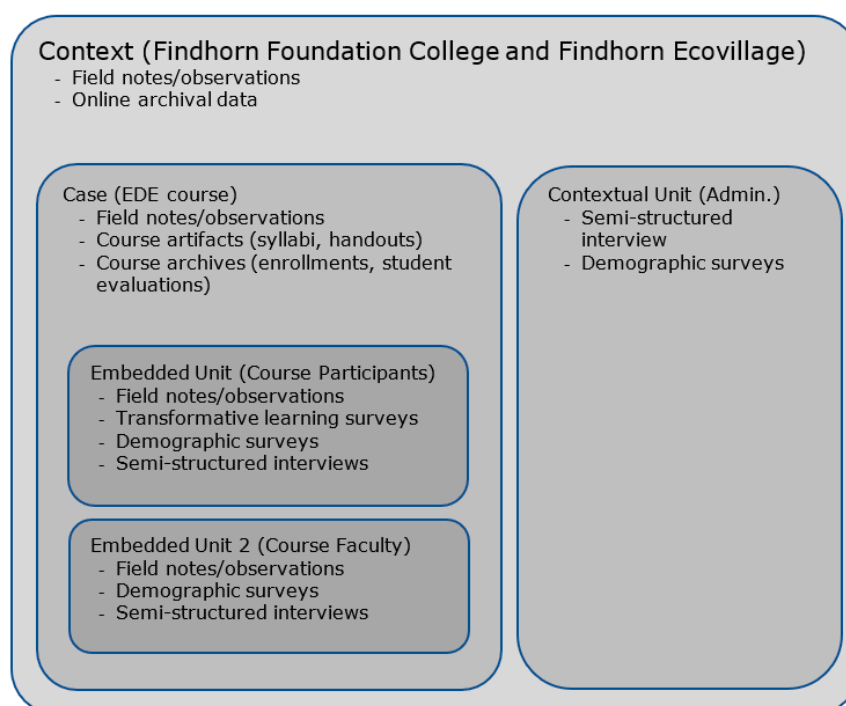 Context (Findhorn Foundation College and Findhorn Ecovillage)
- Field notes/observations
- Online archival data
Case (EDE course)
- Field notes/observations
- Course artifacts (syllabi, handouts)
- Course archives (enrollments, student
evaluations)
Embedded Unit (Course Participants)
- Field notes/observations
- Transformative learning surveys
- Demographic surveys
- Semi-structured interviews
Embedded Unit 2 (Course Faculty)
- Field notes/observations
- Demographic surveys
- Semi-structured interviews
Contextual Unit (Admin.)
- Semi-structured
interview
- Demographic surveys